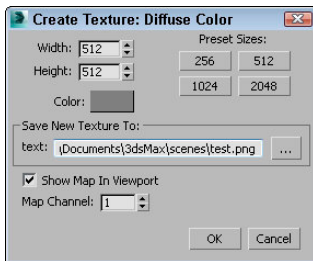 Create Texture: Diffuse Color
Width: 512
Height: 512
Preset Sizes:
256 512
1024 2048
Color:
Save New Texture To:
text: \Documents\3dsMax\scenes\test.png ...
Show Map In Viewport
Map Channel: 1
OK Cancel